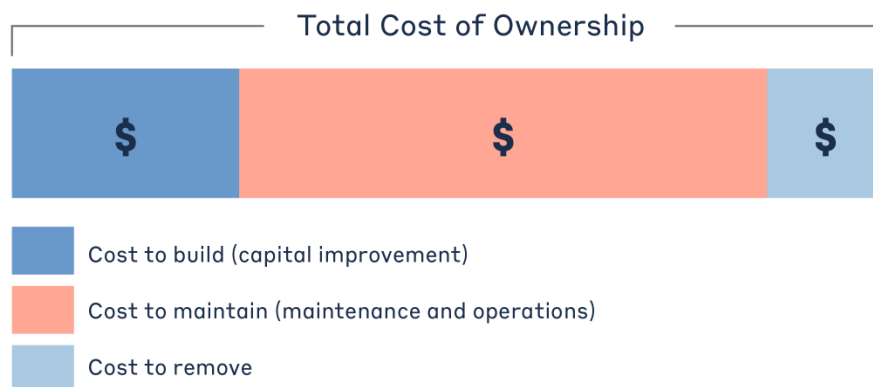 Total Cost of Ownership
$ $ $
Cost to build (capital improvement)
Cost to maintain (maintenance and operations)
Cost to remove